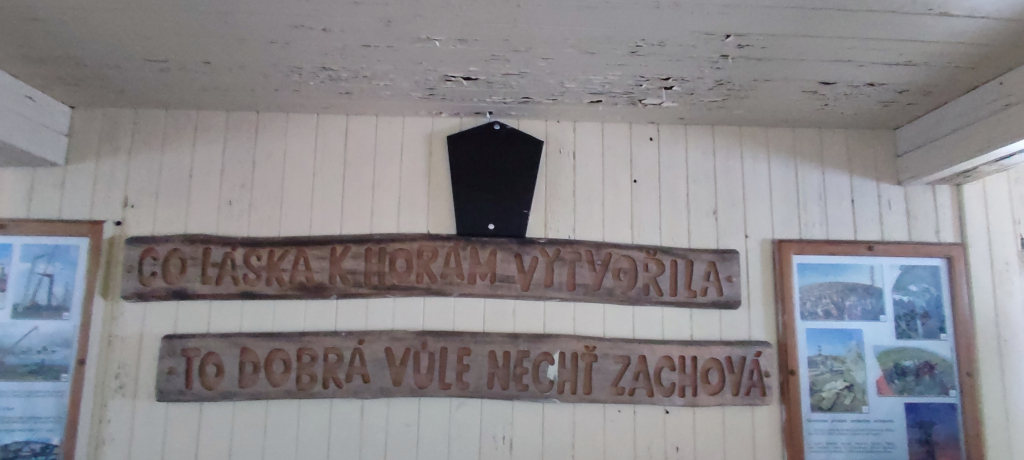 CO LÁSKA K HORÁM VYTVOŘILA
TO DOBRÁ VŮLE NECHŤ ZACHOVÁ